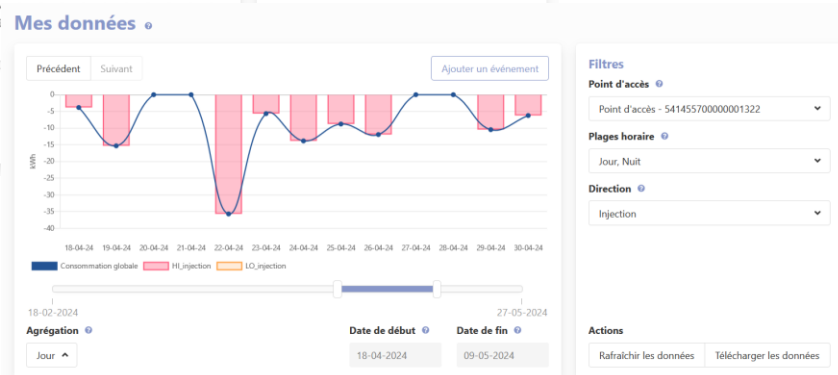 Mes données
Précédent Suivant Ajouter un événement
0
-5
-10
-15
-20
-25
-30
-35
-40
kWh
18-04-24 19-04-24 20-04-24 21-04-24 22-04-24 23-04-24 24-04-24 25-04-24 26-04-24 27-04-24 28-04-24 29-04-24 30-04-24
Consommation globale HI_injection LO_injection
18-02-2024 27-05-2024
Agrégation Date de début Date de fin
Jour 18-04-2024 09-05-2024
Filtres
Point d'accès
Point d'accès - 541455700000001322
Plages horaire
Jour, Nuit
Direction
Injection
Actions
Rafraîchir les données Télécharger les données